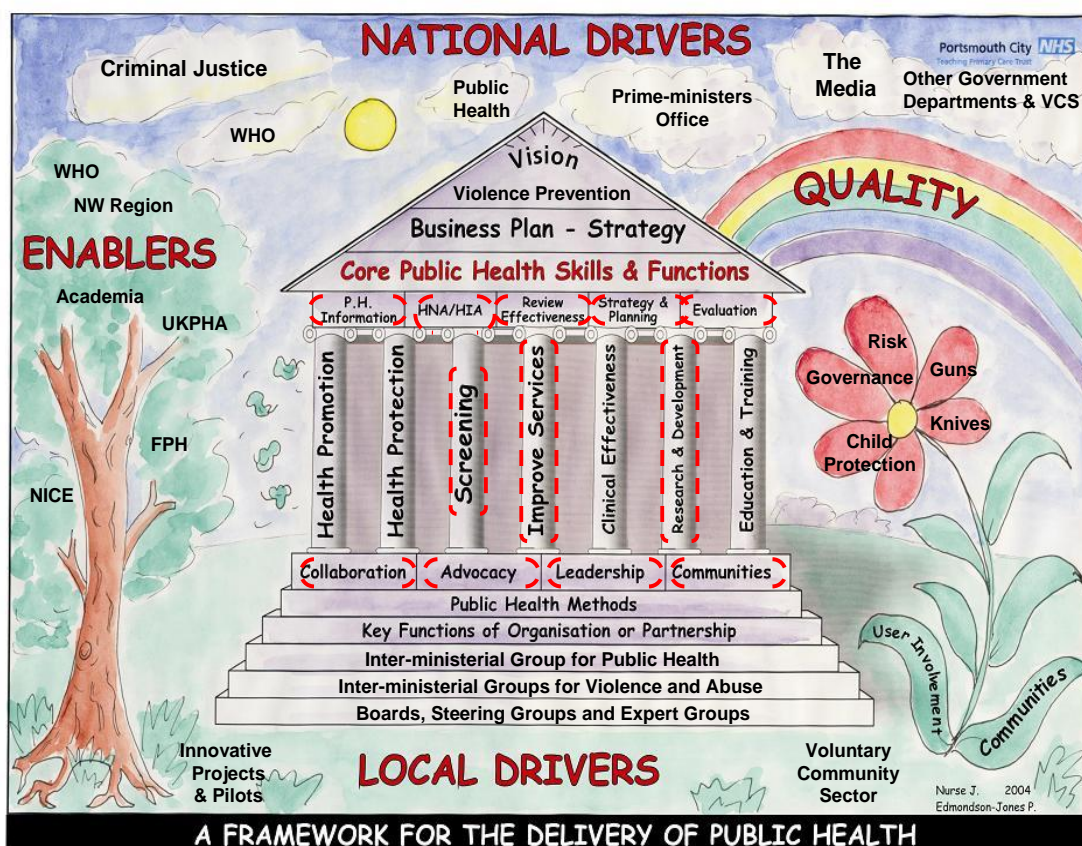 NATIONAL DRIVERS
Portsmouth City NHS
Teaching Primary Care Trust
Criminal Justice
Public
Health
Prime-ministers
Office
The
Media
Other Government
Departments & VCS
WHO
Vision
Violence Prevention
Business Plan - Strategy
Core Public Health Skills & Functions
QUALITY
WHO
NW Region
ENABLERS
Academia
UKPHA
FPH
NICE
P.H.
Information
HNA/HIA
Review
Effectiveness
Strategy &
Planning
Evaluation
Health Promotion
Health Protection
Screening
Improve Services
Clinical Effectiveness
Research & Development
Education & Training
Risk
Governance
Guns
Knives
Child
Protection
Collaboration
Advocacy
Leadership
Communities
Public Health Methods
Key Functions of Organisation or Partnership
Inter-ministerial Group for Public Health
Inter-ministerial Groups for Violence and Abuse
Boards, Steering Groups and Expert Groups
User Involvement
Communities
Innovative
Projects
& Pilots
LOCAL DRIVERS
Voluntary
Community
Sector
Nurse J. 2004
Edmondson-Jones P.
A FRAMEWORK FOR THE DELIVERY OF PUBLIC HEALTH